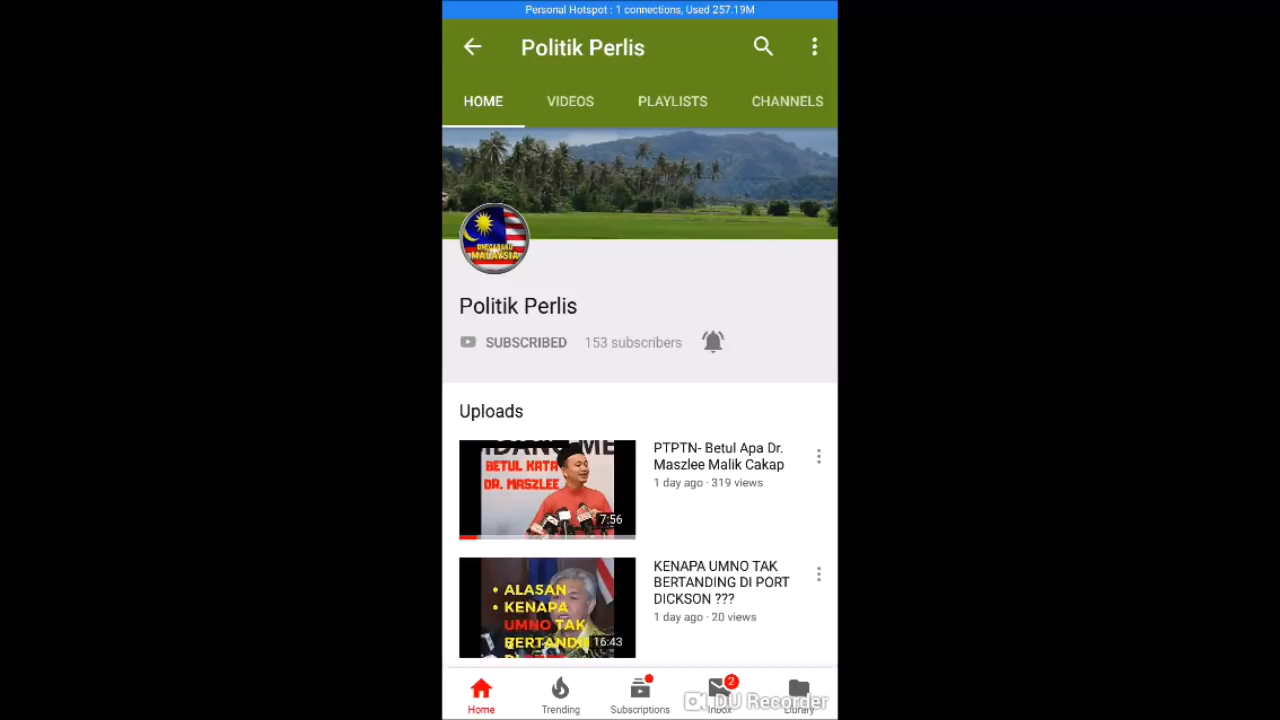 Personal Hotspot : 1 connections, Used 257.19M
Politik Perlis
HOME VIDEOS PLAYLISTS CHANNELS
MALAYSIA
Politik Perlis
SUBSCRIBED 153 subscribers
Uploads
BETUL KATA
DR. MASZLEE
7:56
PTPTN- Betul Apa Dr.
Maszlee Malik Cakap
1 day ago · 319 views
• ALASAN
• KENAPA
UMNO TAK
BERTANDIN
16:43
KENAPA UMNO TAK
BERTANDING DI PORT
DICKSON ???
1 day ago · 20 views
2
Home Trending Subscriptions Inbox Library
DU Recorder